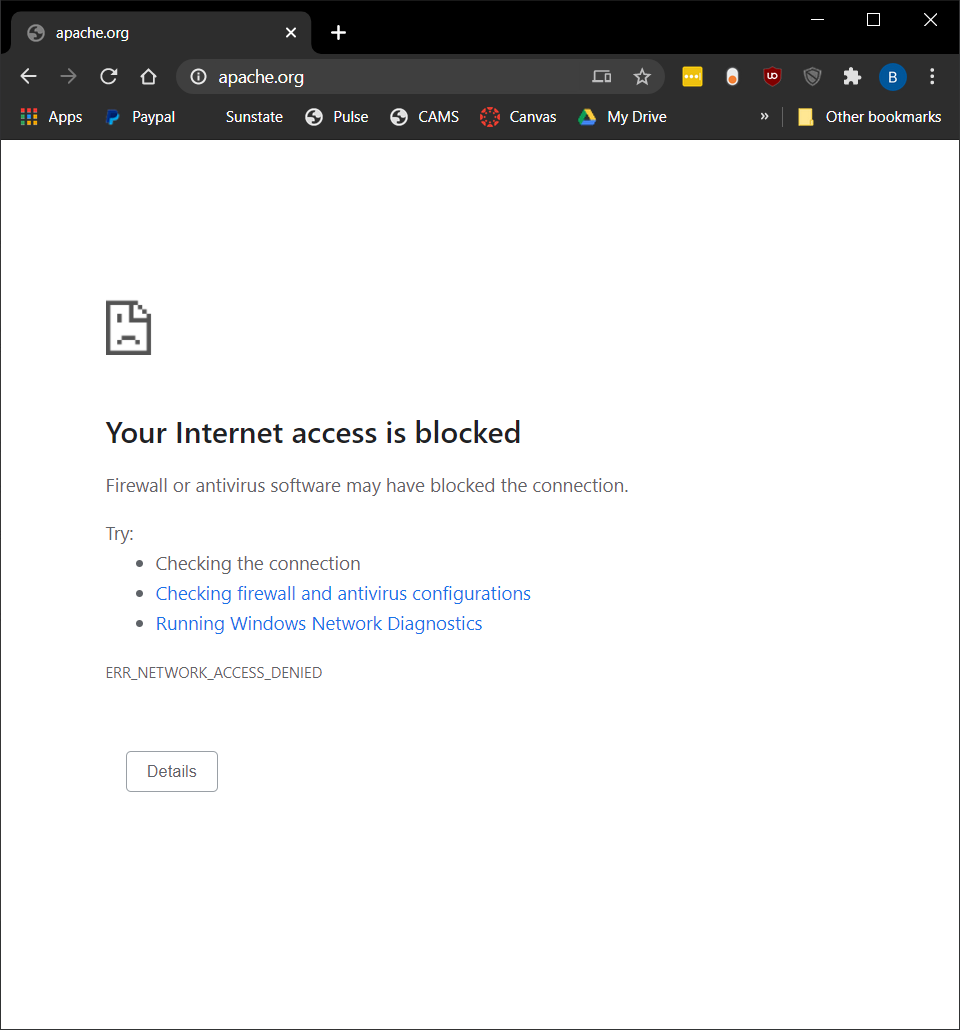 apache.org
apache.org
B
Apps Paypal Sunstate Pulse CAMS Canvas My Drive » Other bookmarks
Your Internet access is blocked
Firewall or antivirus software may have blocked the connection.
Try:
• Checking the connection
• Checking firewall and antivirus configurations
• Running Windows Network Diagnostics
ERR_NETWORK_ACCESS_DENIED
Details